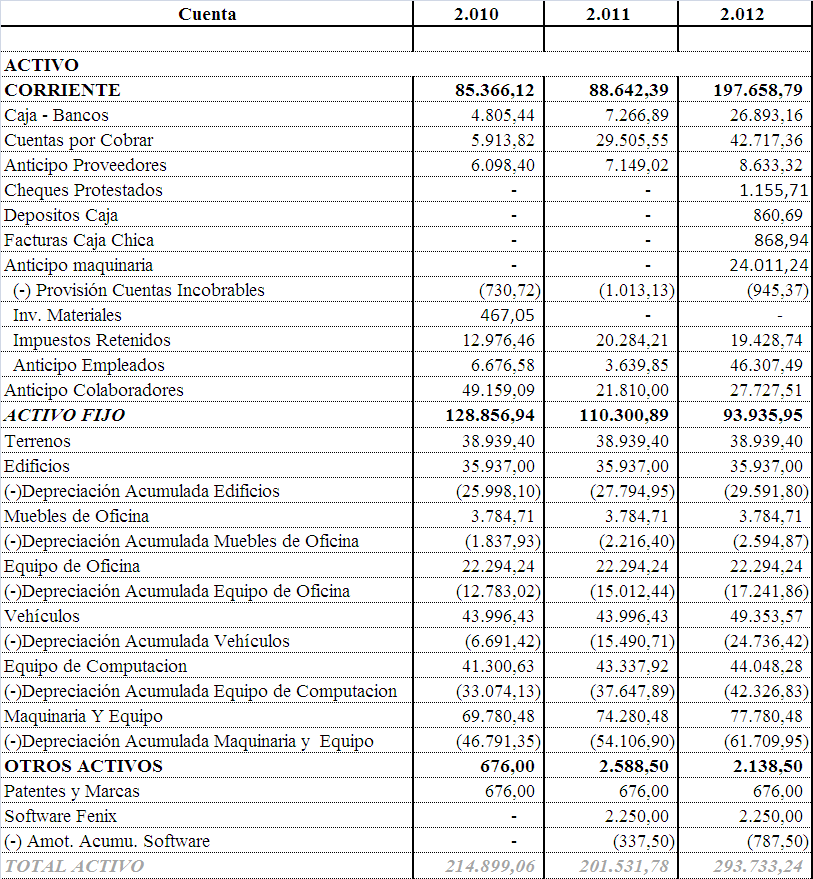 Cuenta 2.010 2.011 2.012
ACTIVO
CORRIENTE 85.366,12 88.642,39 197.658,79
Caja - Bancos 4.805,44 7.266,89 26.893,16
Cuentas por Cobrar 5.913,82 29.505,55 42.717,36
Anticipo Proveedores 6.098,40 7.149,02 8.633,32
Cheques Protestados - - 1.155,71
Depositos Caja - - 860,69
Facturas Caja Chica - - 868,94
Anticipo maquinaria - - 24.011,24
(-) Provisión Cuentas Incobrables (730,72) (1.013,13) (945,37)
Inv. Materiales 467,05 - -
Impuestos Retenidos 12.976,46 20.284,21 19.428,74
Anticipo Empleados 6.676,58 3.639,85 46.307,49
Anticipo Colaboradores 49.159,09 21.810,00 27.727,51
ACTIVO FIJO 128.856,94 110.300,89 93.935,95
Terrenos 38.939,40 38.939,40 38.939,40
Edificios 35.937,00 35.937,00 35.937,00
(-)Depreciación Acumulada Edificios (25.998,10) (27.794,95) (29.591,80)
Muebles de Oficina 3.784,71 3.784,71 3.784,71
(-)Depreciación Acumulada Muebles de Oficina (1.837,93) (2.216,40) (2.594,87)
Equipo de Oficina 22.294,24 22.294,24 22.294,24
(-)Depreciación Acumulada Equipo de Oficina (12.783,02) (15.012,44) (17.241,86)
Vehículos 43.996,43 43.996,43 49.353,57
(-)Depreciación Acumulada Vehículos (6.691,42) (15.490,71) (24.736,42)
Equipo de Computacion 41.300,63 43.337,92 44.048,28
(-)Depreciación Acumulada Equipo de Computacion (33.074,13) (37.647,89) (42.326,83)
Maquinaria Y Equipo 69.780,48 74.280,48 77.780,48
(-)Depreciación Acumulada Maquinaria y Equipo (46.791,35) (54.106,90) (61.709,95)
OTROS ACTIVOS 676,00 2.588,50 2.138,50
Patentes y Marcas 676,00 676,00 676,00
Software Fenix - 2.250,00 2.250,00
(-) Amot. Acumu. Software - (337,50) (787,50)
TOTAL ACTIVO 214.899,06 201.531,78 293.733,24